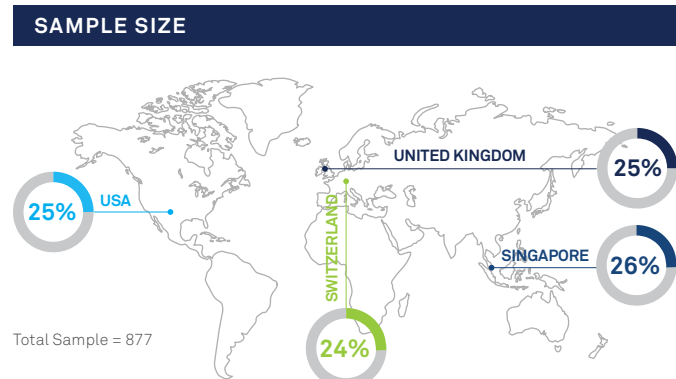 SAMPLE SIZE
UNITED KINGDOM
25%
USA
25%
SWITZERLAND
SINGAPORE
26%
Total Sample = 877
24%